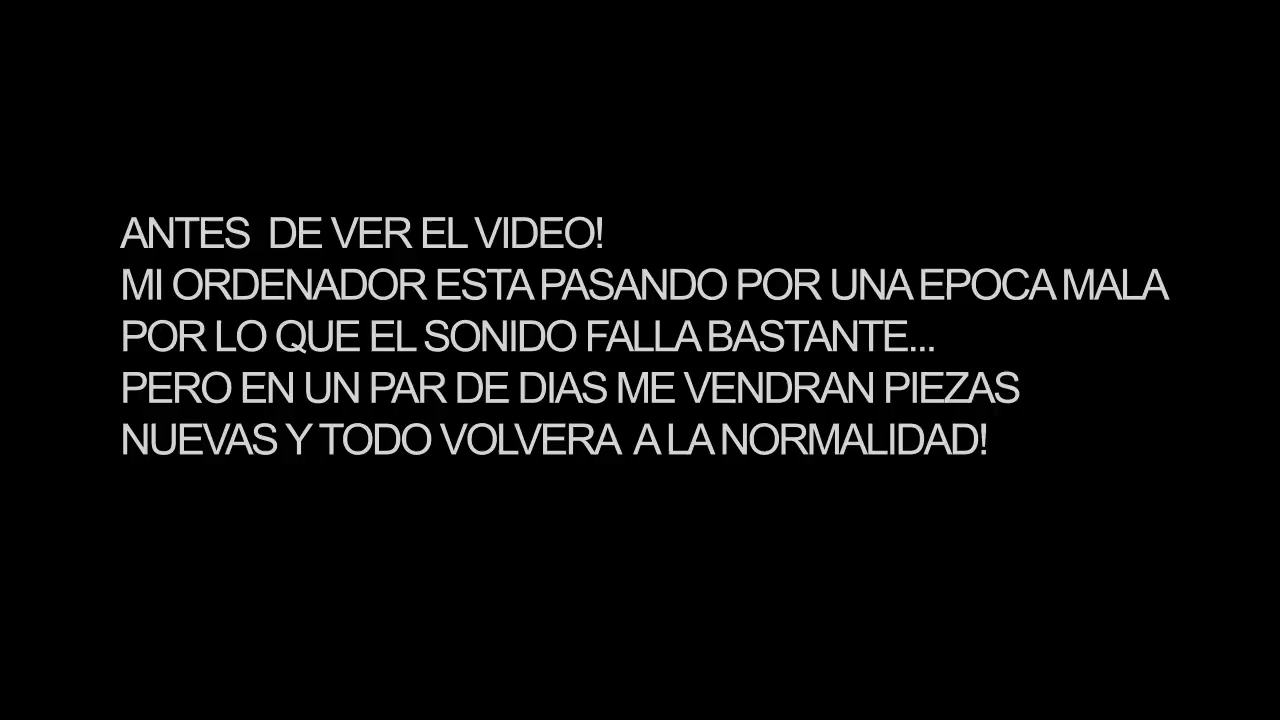 ANTES  DE VER EL VIDEO!
MI ORDENADOR ESTA PASANDO POR UNA EPOCA MALA
POR LO QUE EL SONIDO FALLA BASTANTE...
PERO EN UN PAR DE DIAS ME VENDRAN PIEZAS
NUEVAS Y TODO VOLVERA  A LA NORMALIDAD!